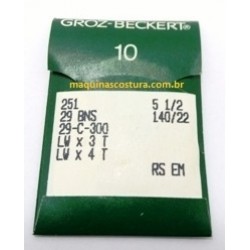 GROZ-BECKERT®
10
www.maquinascostura.com.br
251 5 1/2
29 BNS 140/22
29-C-300
LW x 3 T
LW x 4 T RS EM